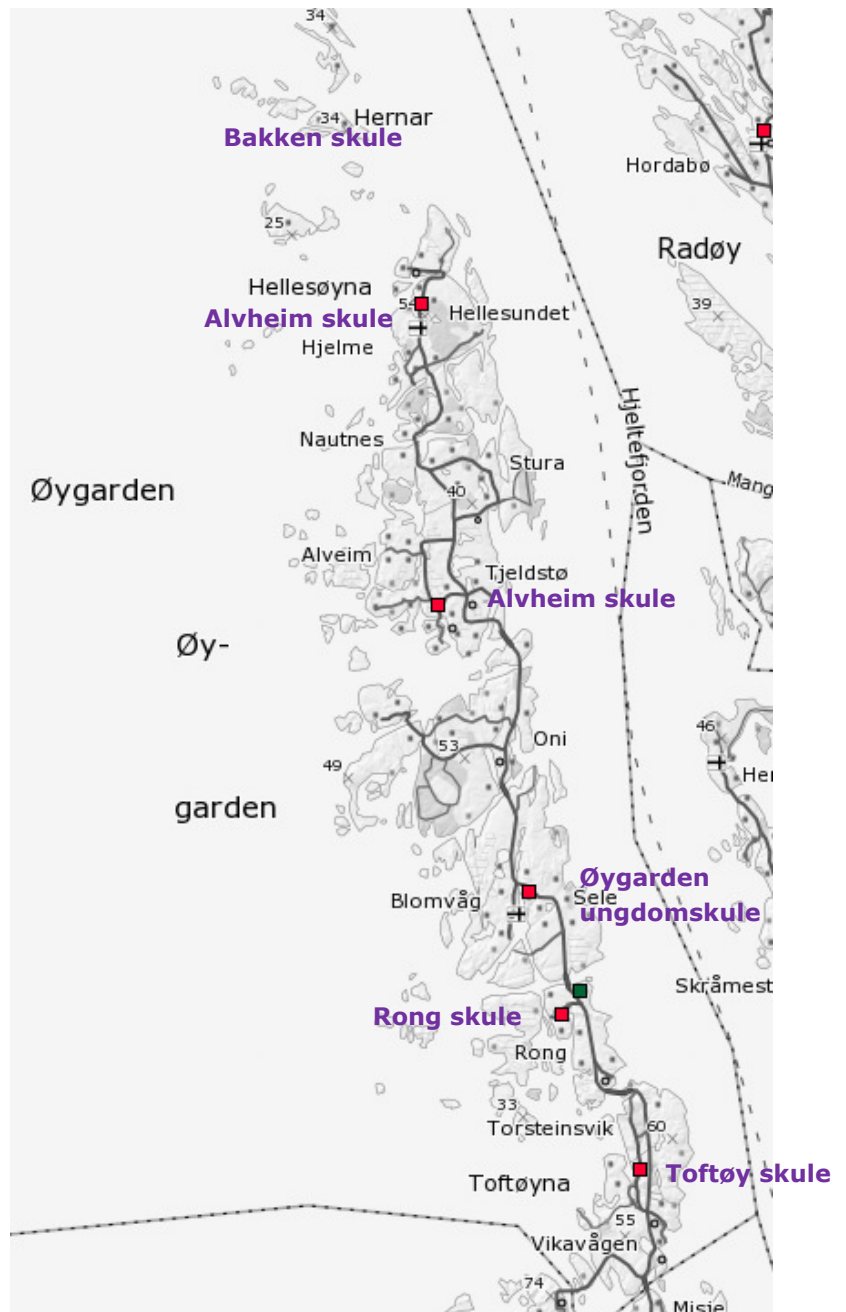 34
34 Hernar
Bakken skule
Hordabø
25
Radøy
Hellesøyna
39
54
Alvheim skule
Hellesundet
Hjelme
Hjeltefjorden
Nautnes
Stura
Øygarden
40
Mang
Alveim
Tjeldstø
Alvheim skule
Øy-
46
Oni
53
49
Her
garden
Øygarden
Blomvåg
Sele
ungdomskule
Skråmest
Rong skule
Rong
33
Torsteinsvik
60
Toftøy skule
Toftøyna
55
Vikavågen
74
Misje